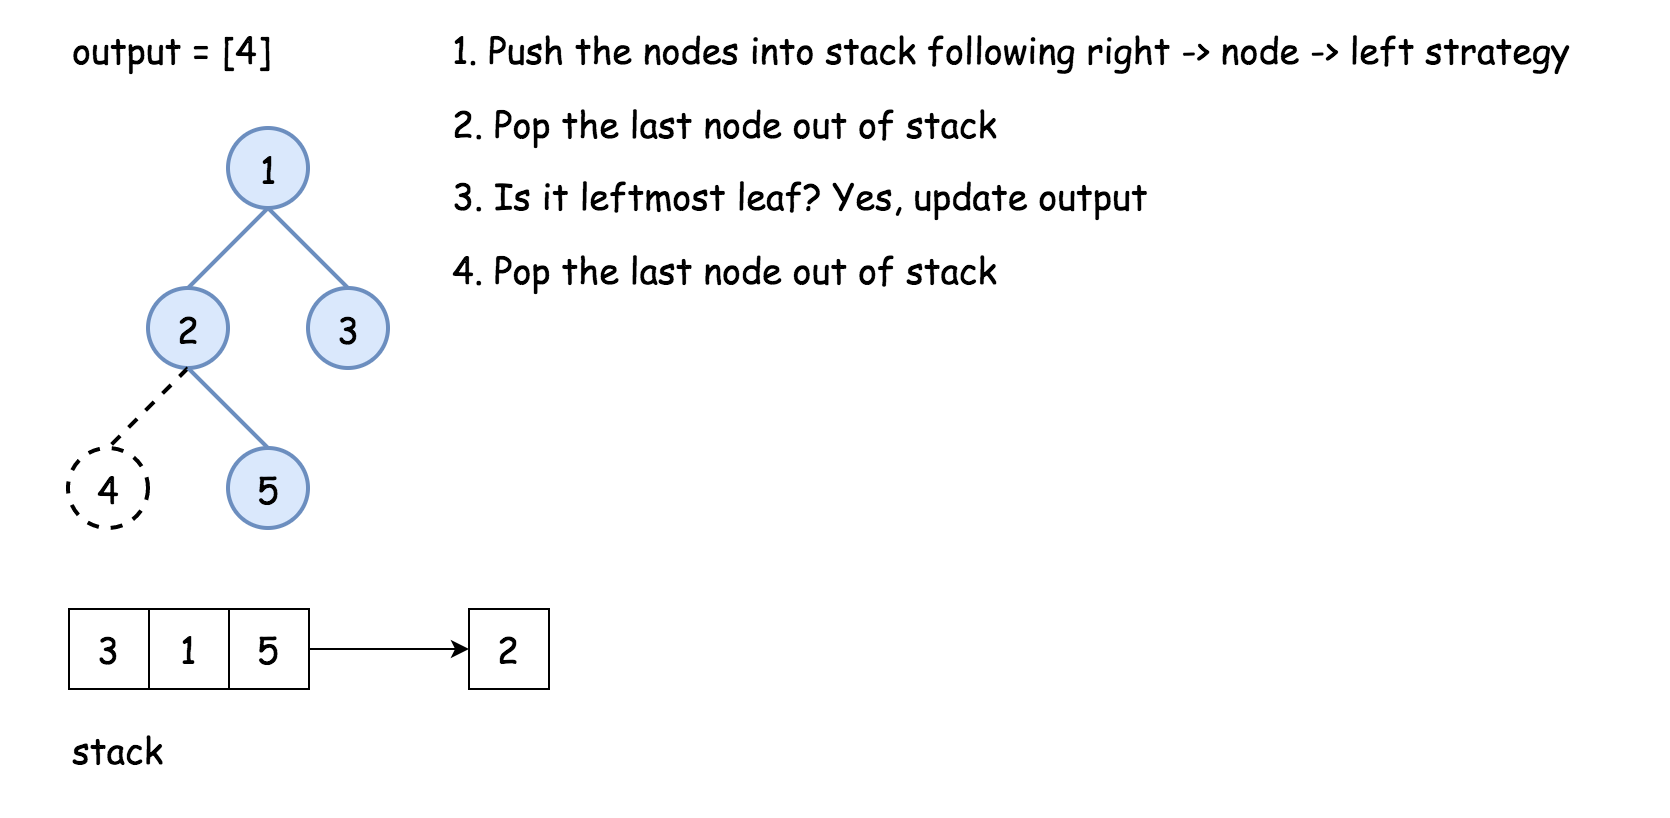 output = [4]
1. Push the nodes into stack following right -> node -> left strategy
2. Pop the last node out of stack
3. Is it leftmost leaf? Yes, update output
4. Pop the last node out of stack
1
2 3
4 5
3 1 5 2
stack